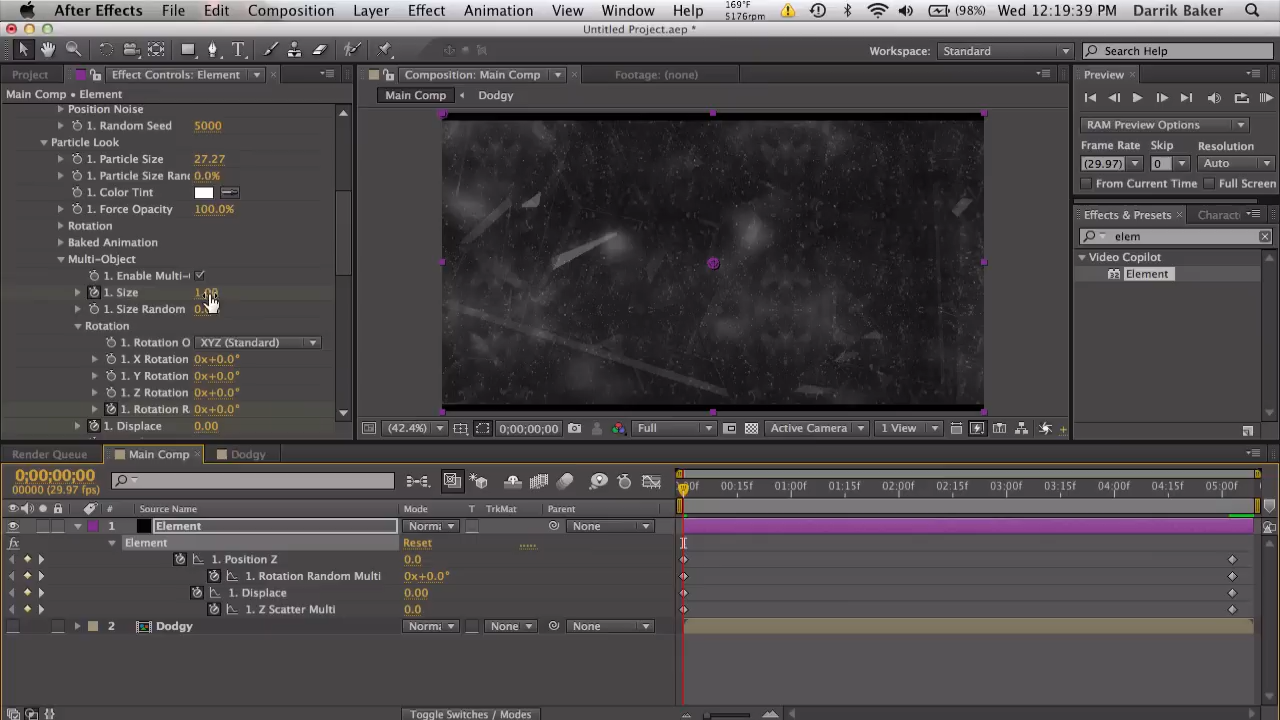 After Effects File Edit Composition Layer Effect Animation View Window Help 169°F 5176rpm (98%) Wed 12:19:39 PM Darrik Baker
Untitled Project.aep *
Workspace: Standard Search Help
Project Effect Controls: Element Composition: Main Comp Footage: (none) Preview
Main Comp • Element Main Comp Dodgy
Position Noise
1. Random Seed 5000
Particle Look
1. Particle Size 27.27
1. Particle Size Ran 0.0%
1. Color Tint
1. Force Opacity 100.0%
Rotation
Baked Animation
Multi-Object
1. Enable Multi-
1. Size
1. Size Random
Rotation
1. Rotation O XYZ (Standard)
1. X Rotation 0x+0.0°
1. Y Rotation 0x+0.0°
1. Z Rotation 0x+0.0°
1. Rotation R 0x+0.0°
1. Displace 0.00
RAM Preview Options
Frame Rate Skip Resolution
(29.97) 0 Auto
From Current Time Full Screen
Effects & Presets Charact
elem
Video Copilot
32 Element
(42.4%) 0;00;00;00 Full Active Camera 1 View
Render Queue Main Comp Dodgy
0;00;00;00
00000 (29.97 fps)
00f 00:15f 01:00f 01:15f 02:00f 02:15f 03:00f 03:15f 04:00f 04:15f 05:00f
# Source Name Mode T TrkMat Parent
1 Element Norma None
fx Element Reset .....
1. Position Z 0.0
1. Rotation Random Multi 0x+0.0°
1. Displace 0.00
1. Z Scatter Multi 0.0
2 Dodgy Norma None None
Toggle Switches / Modes